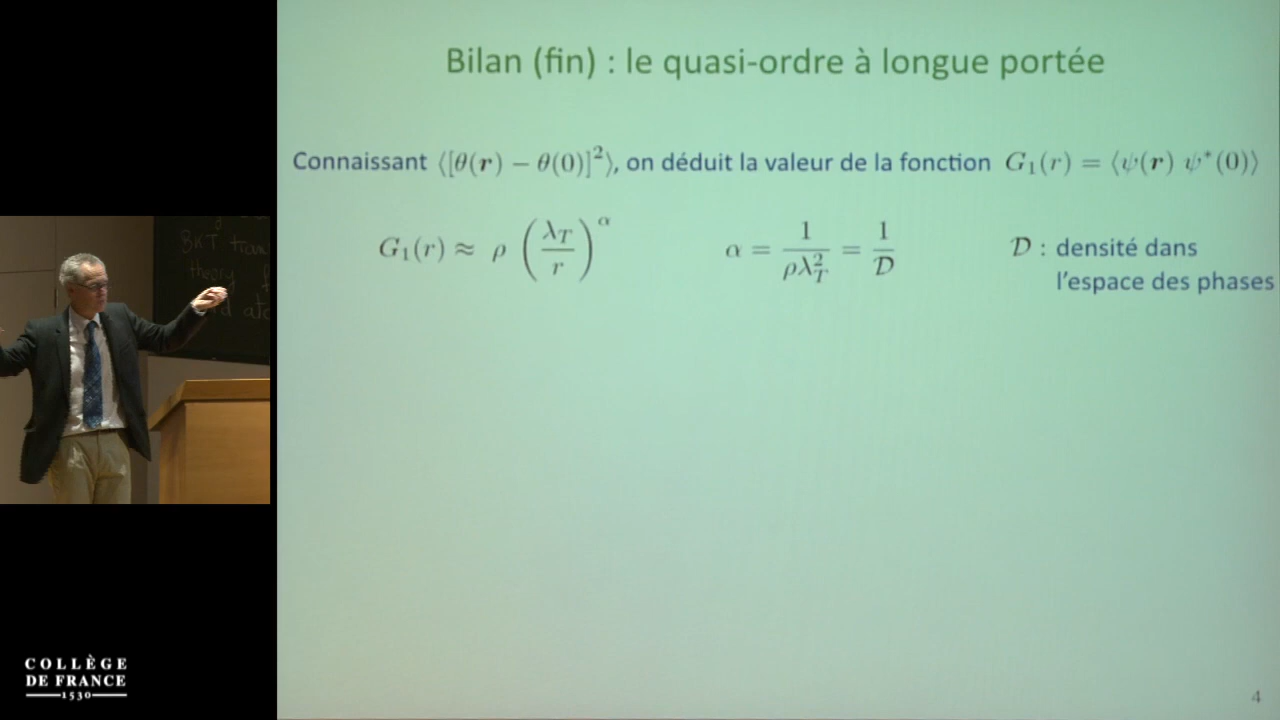 Bilan (fin) : le quasi-ordre à longue portée
Connaissant ⟨[θ(r) − θ(0)]²⟩, on déduit la valeur de la fonction G₁(r) = ⟨ψ(r) ψ*(0)⟩
G₁(r) ≈ ρ (λ_T / r)^α
α = 1 / ρλ_T² = 1 / 𝒟
𝒟 : densité dans
l'espace des phases
BKT
theory
COLLÈGE
DE FRANCE
1530
4